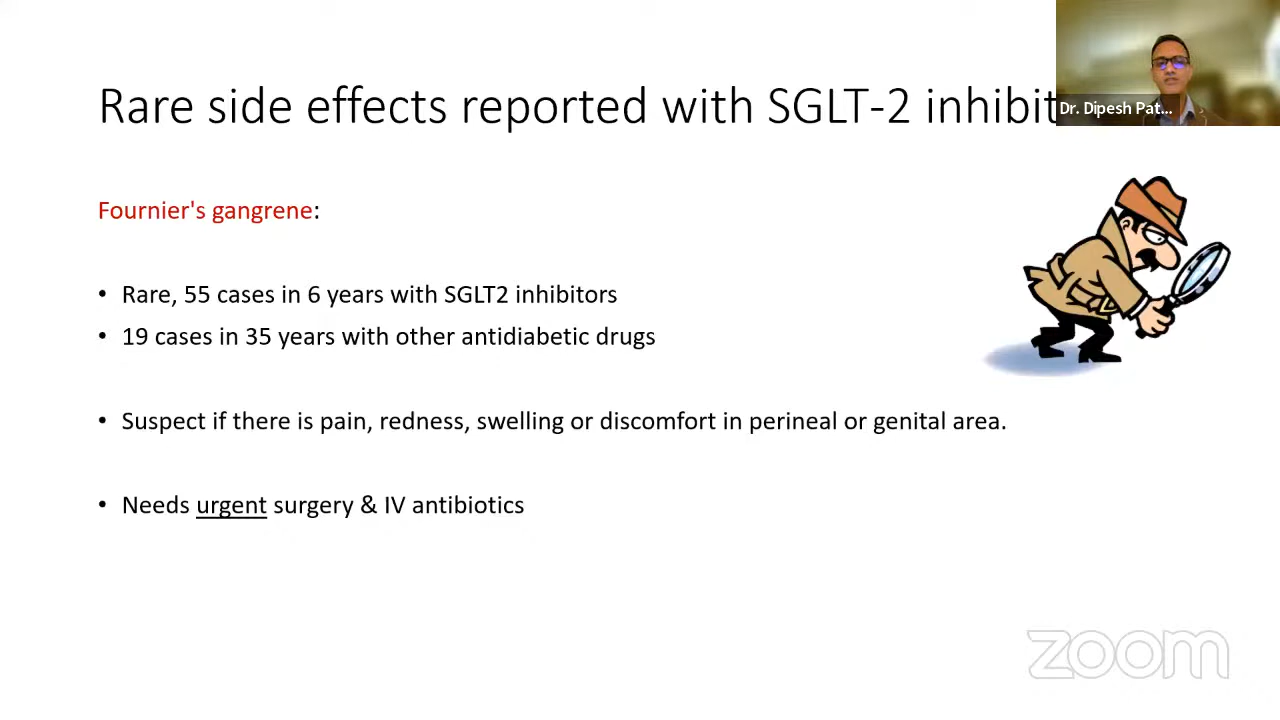 Rare side effects reported with SGLT-2 inhibit
Dr. Dipesh Pat...
Fournier's gangrene:
• Rare, 55 cases in 6 years with SGLT2 inhibitors
• 19 cases in 35 years with other antidiabetic drugs
• Suspect if there is pain, redness, swelling or discomfort in perineal or genital area.
• Needs urgent surgery & IV antibiotics
zoom